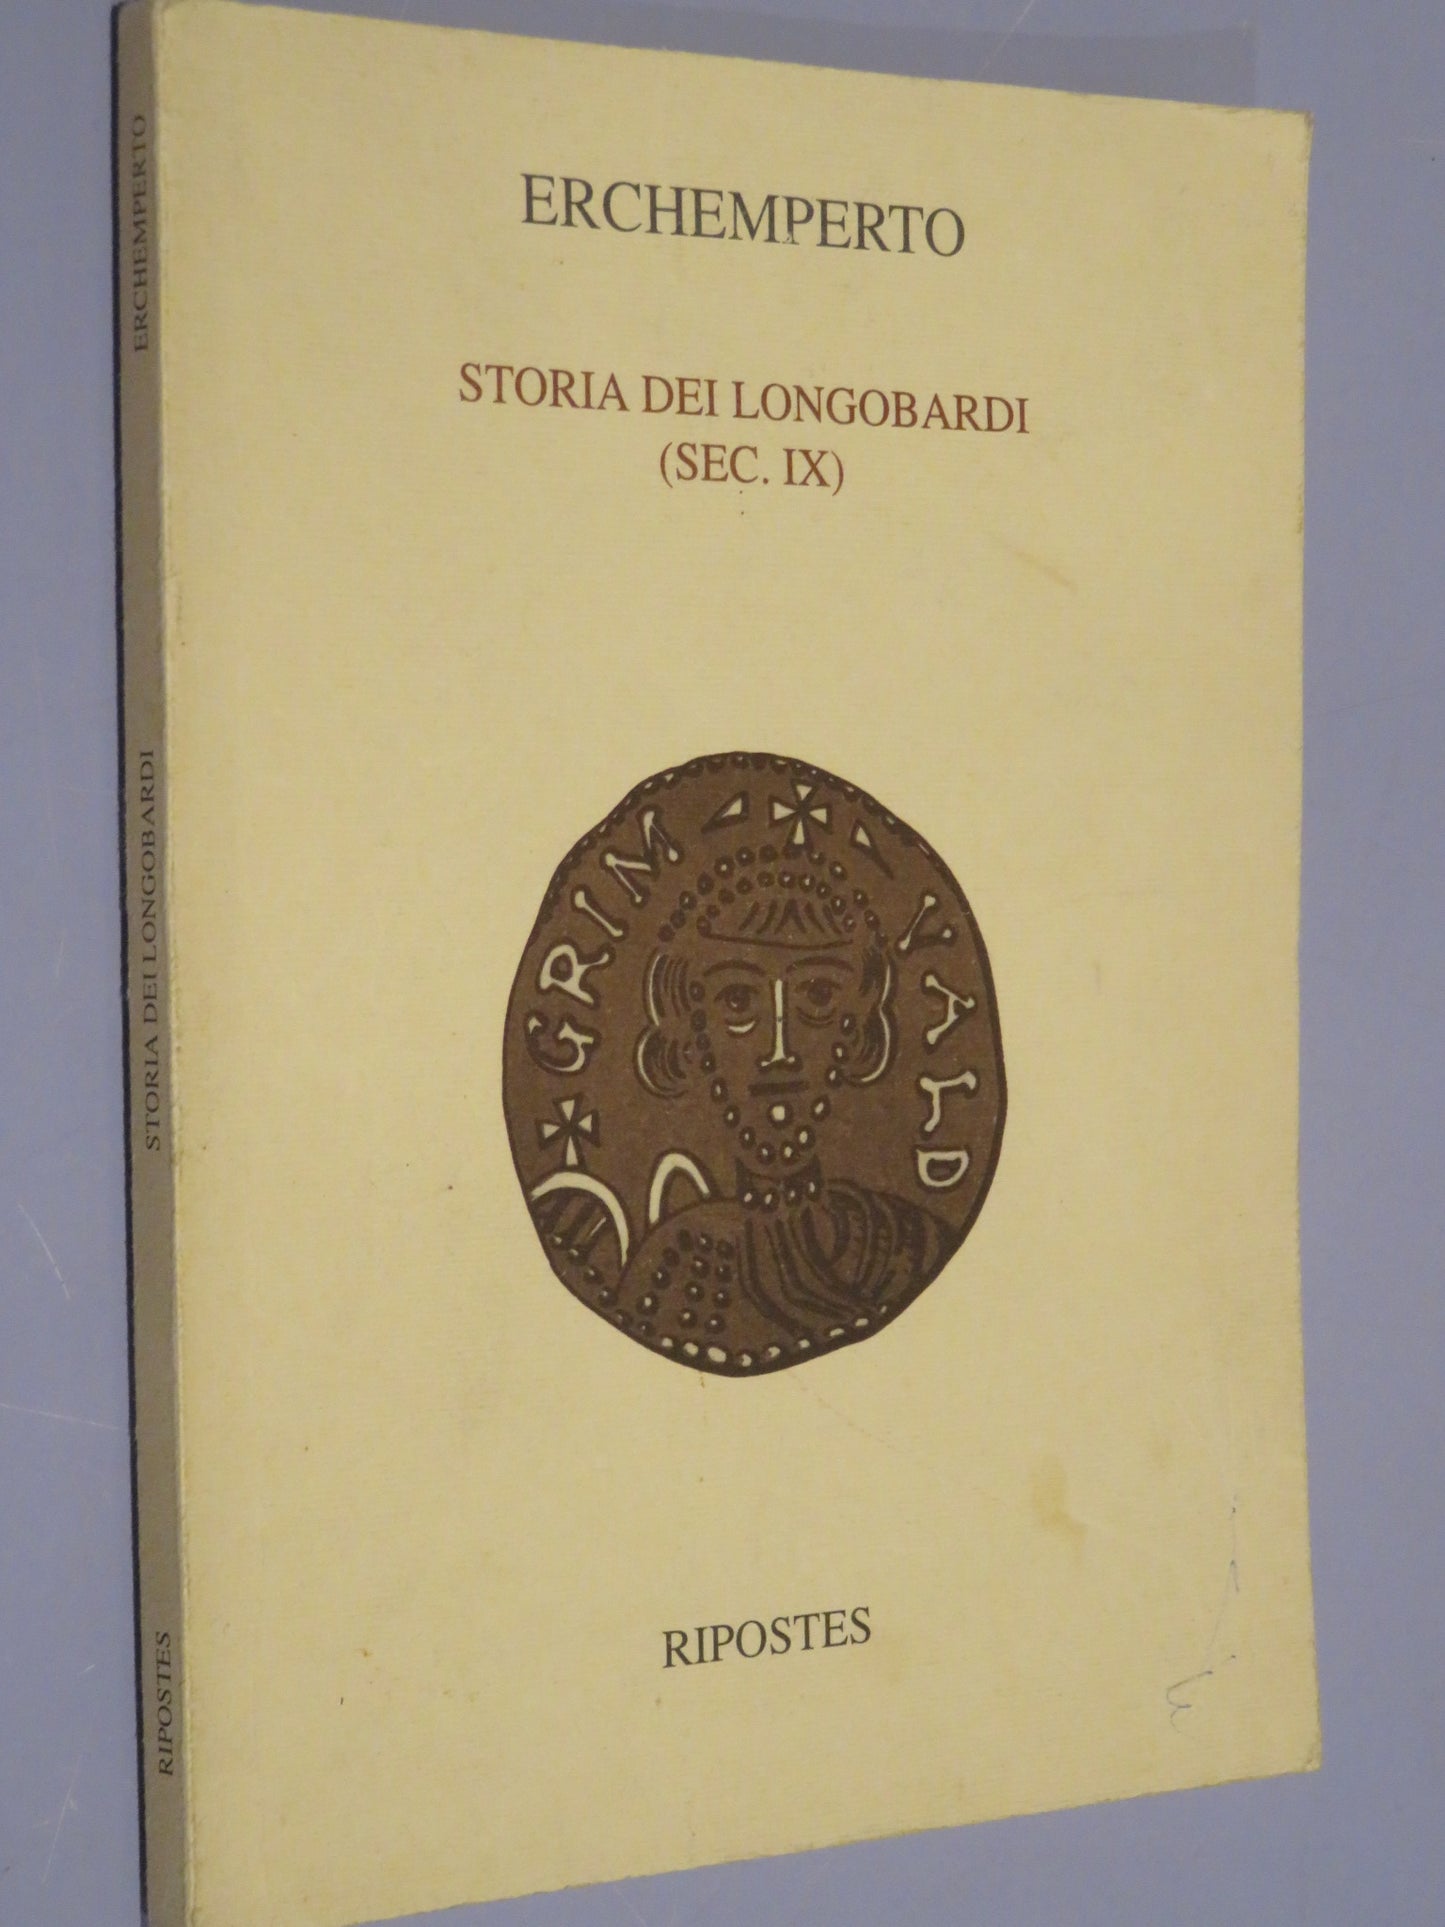 ERCHEMPERTO
STORIA DEI LONGOBARDI
(SEC. IX)
GRIM VALD
RIPOSTES
ERCHEMPERTO
STORIA DEI LONGOBARDI
RIPOSTES